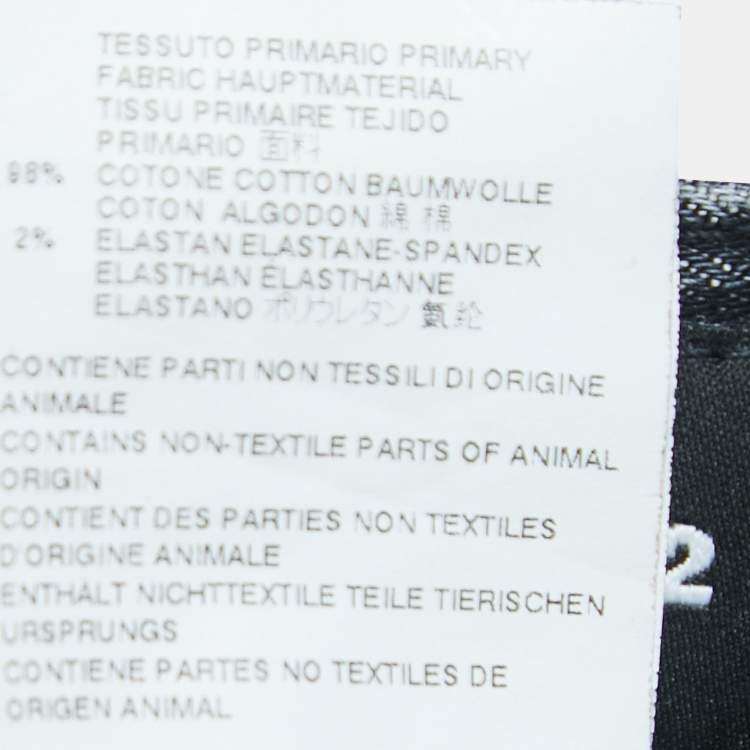 TESSUTO PRIMARIO PRIMARY
FABRIC HAUPTMATERIAL
TISSU PRIMAIRE TEJIDO
PRIMARIO 面料
98% COTONE COTTON BAUMWOLLE
COTON ALGODON 綿 棉
2% ELASTAN ELASTANE-SPANDEX
ELASTHAN ELASTHANNE
ELASTANO ポリウレタン 氨纶
CONTIENE PARTI NON TESSILI DI ORIGINE
ANIMALE
CONTAINS NON-TEXTILE PARTS OF ANIMAL
ORIGIN
CONTIENT DES PARTIES NON TEXTILES
D'ORIGINE ANIMALE
ENTHÄLT NICHTTEXTILE TEILE TIERISCHEN
URSPRUNGS
CONTIENE PARTES NO TEXTILES DE
ORIGEN ANIMAL
2